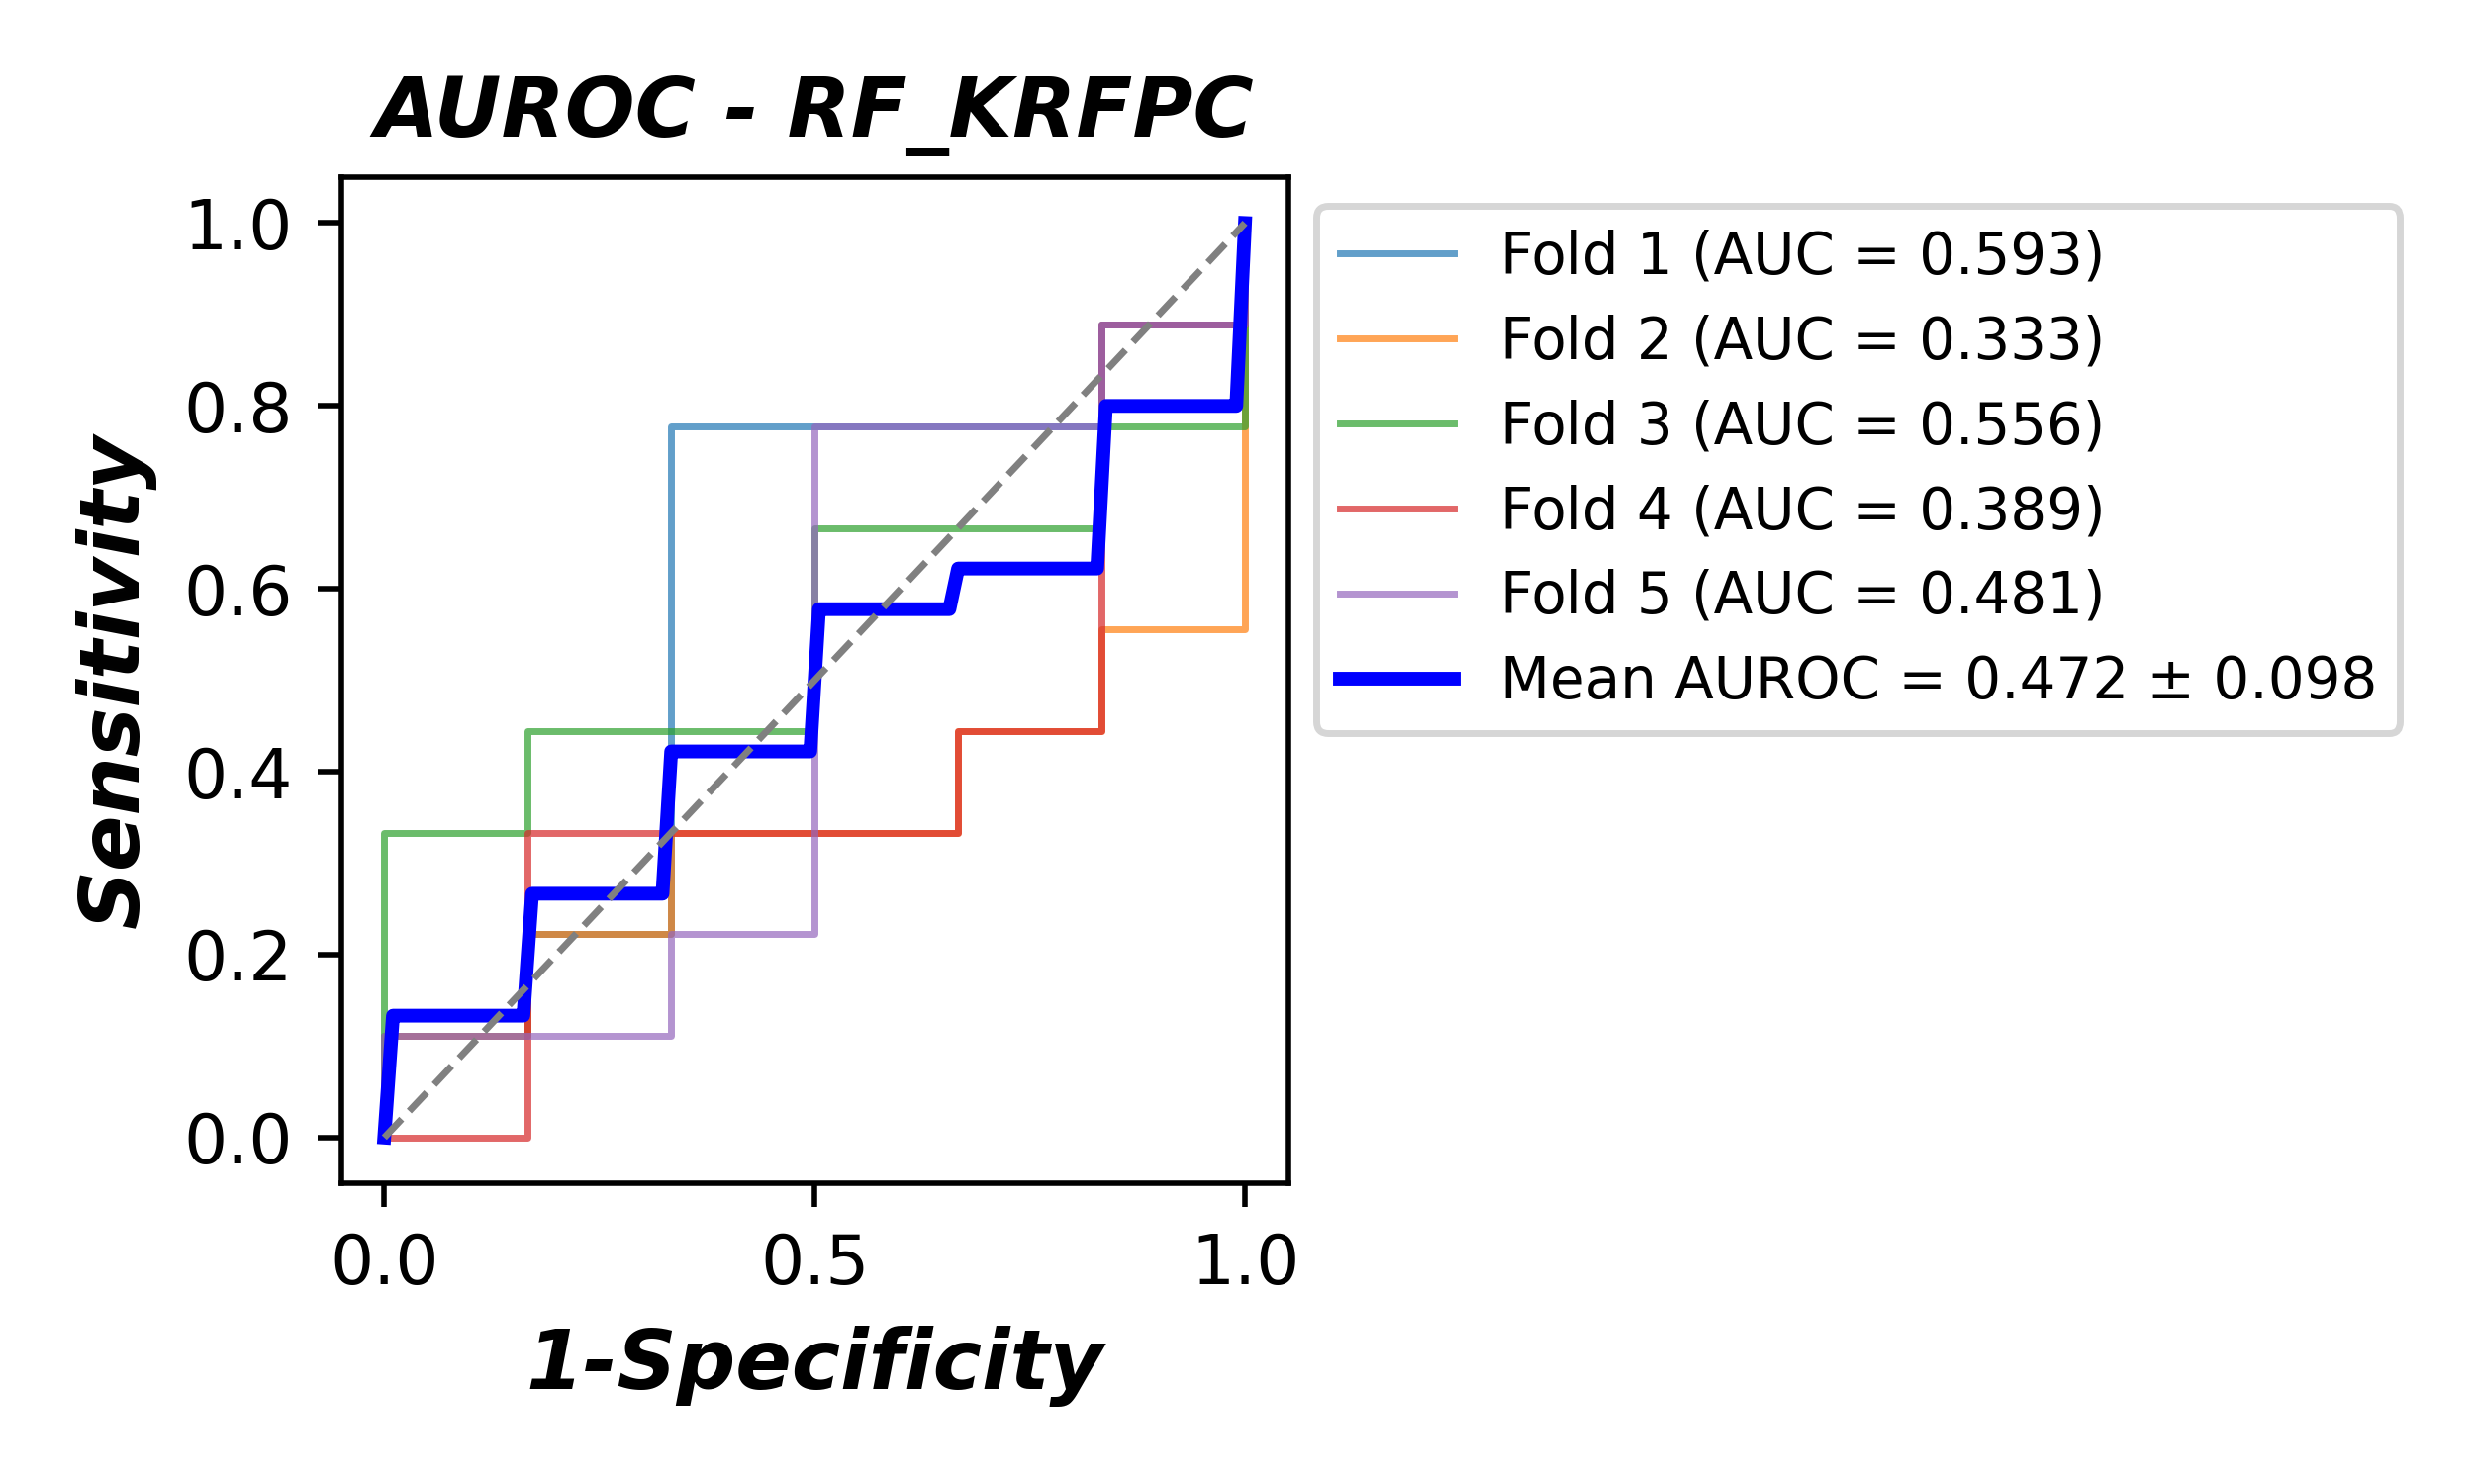 AUROC - RF_KRFPC
1.0
0.8
0.6
0.4
0.2
0.0
Sensitivity
0.0 0.5 1.0
1-Specificity
Fold 1 (AUC = 0.593)
Fold 2 (AUC = 0.333)
Fold 3 (AUC = 0.556)
Fold 4 (AUC = 0.389)
Fold 5 (AUC = 0.481)
Mean AUROC = 0.472 ± 0.098